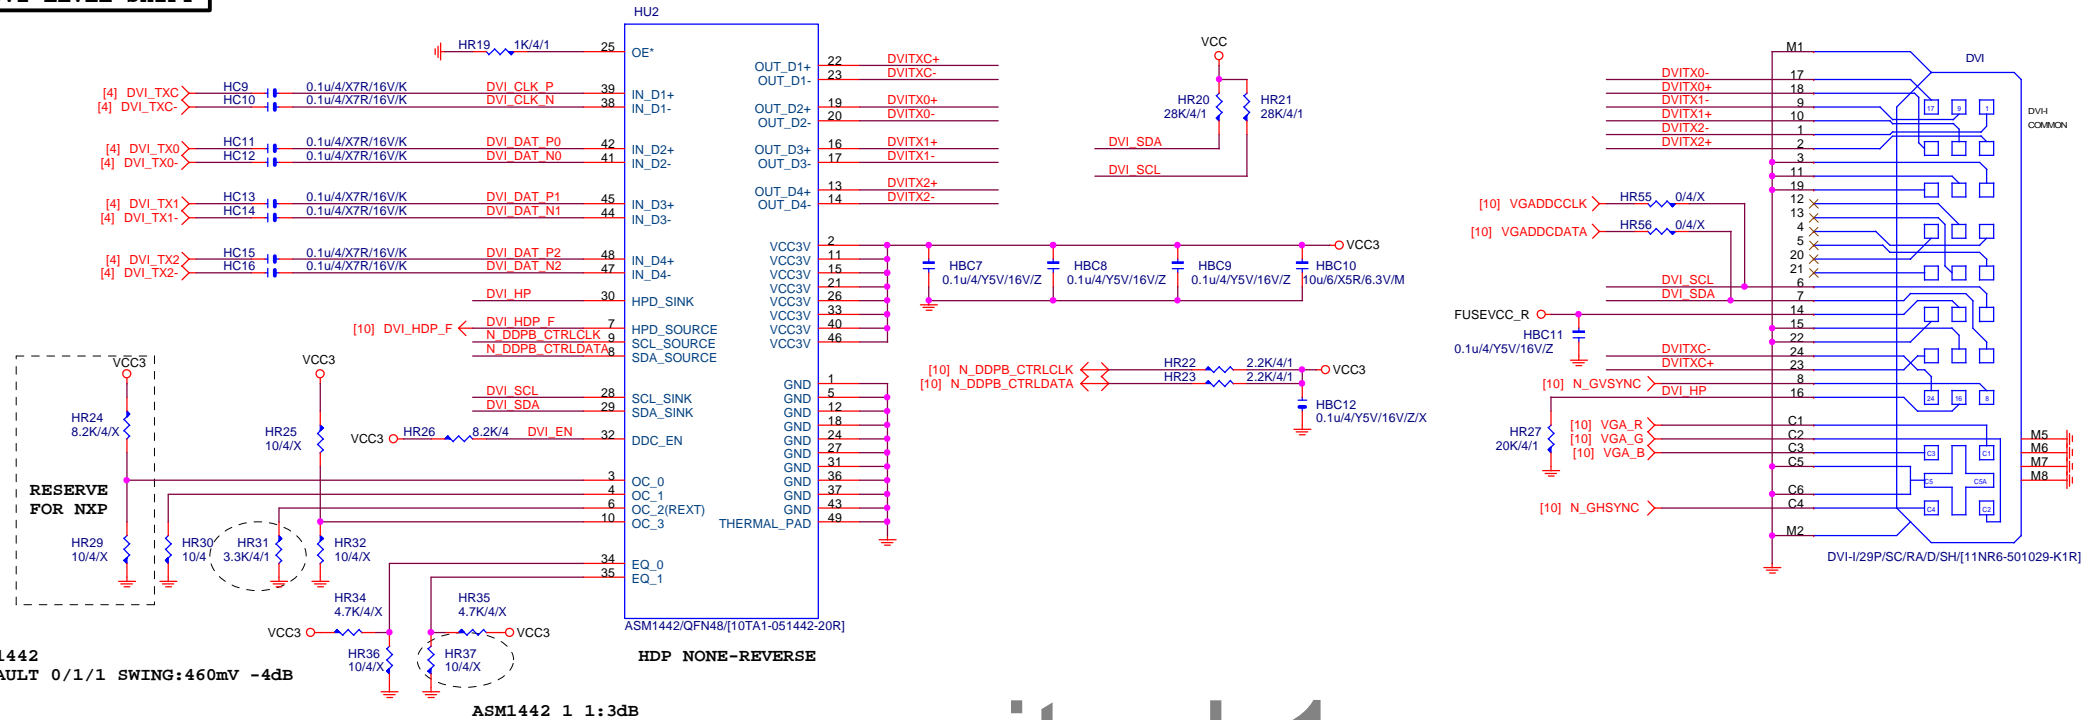 HU2
HR19 1K/4/1 25 OE*
[4] DVI_TXC HC9 0.1u/4/X7R/16V/K DVI_CLK_P 39 IN_D1+
[4] DVI_TXC- HC10 0.1u/4/X7R/16V/K DVI_CLK_N 38 IN_D1-
[4] DVI_TX0 HC11 0.1u/4/X7R/16V/K DVI_DAT_P0 42 IN_D2+
[4] DVI_TX0- HC12 0.1u/4/X7R/16V/K DVI_DAT_N0 41 IN_D2-
[4] DVI_TX1 HC13 0.1u/4/X7R/16V/K DVI_DAT_P1 45 IN_D3+
[4] DVI_TX1- HC14 0.1u/4/X7R/16V/K DVI_DAT_N1 44 IN_D3-
[4] DVI_TX2 HC15 0.1u/4/X7R/16V/K DVI_DAT_P2 48 IN_D4+
[4] DVI_TX2- HC16 0.1u/4/X7R/16V/K DVI_DAT_N2 47 IN_D4-
DVI_HP 30 HPD_SINK
[10] DVI_HDP_F DVI_HDP_F 7 HPD_SOURCE
N_DDPB_CTRLCLK 9 SCL_SOURCE
N_DDPB_CTRLDATA 8 SDA_SOURCE
DVI_SCL 28 SCL_SINK
DVI_SDA 29 SDA_SINK
VCC3 HR26 8.2K/4 DVI_EN 32 DDC_EN
3 OC_0
4 OC_1
6 OC_2(REXT)
10 OC_3
34 EQ_0
35 EQ_1
VCC3
HR24
8.2K/4/X
RESERVE
FOR NXP
HR29
10/4/X
VCC3
HR25
10/4/X
HR30
10/4
HR31
3.3K/4/1
HR32
10/4/X
HR34
4.7K/4/X
VCC3
HR35
4.7K/4/X
VCC3
HR36
10/4/X
HR37
10/4/X
1442
AULT 0/1/1 SWING:460mV -4dB
ASM1442 1 1:3dB
OUT_D1+ 22 DVITXC+
OUT_D1- 23 DVITXC-
OUT_D2+ 19 DVITX0+
OUT_D2- 20 DVITX0-
OUT_D3+ 16 DVITX1+
OUT_D3- 17 DVITX1-
OUT_D4+ 13 DVITX2+
OUT_D4- 14 DVITX2-
VCC3V 2
VCC3V 11
VCC3V 15
VCC3V 21
VCC3V 26
VCC3V 33
VCC3V 40
VCC3V 46
GND 1
GND 5
GND 12
GND 18
GND 24
GND 27
GND 31
GND 36
GND 37
GND 43
THERMAL_PAD 49
ASM1442/QFN48/[10TA1-051442-20R]
HDP NONE-REVERSE
VCC
HR20
28K/4/1
HR21
28K/4/1
DVI_SDA
DVI_SCL
VCC3
HBC7
0.1u/4/Y5V/16V/Z
HBC8
0.1u/4/Y5V/16V/Z
HBC9
0.1u/4/Y5V/16V/Z
HBC10
10u/6/X5R/6.3V/M
[10] N_DDPB_CTRLCLK HR22 2.2K/4/1 VCC3
[10] N_DDPB_CTRLDATA HR23 2.2K/4/1
HBC12
0.1u/4/Y5V/16V/Z/X
M1
DVITX0- 17
DVITX0+ 18
DVITX1- 9
DVITX1+ 10
DVITX2- 1
DVITX2+ 2
3
11
19
12
13
4
5
20
21
[10] VGADDCCLK HR55 0/4/X
[10] VGADDCDATA HR56 0/4/X
DVI_SCL 6
DVI_SDA 7
FUSEVCC_R 14
15
22
HBC11
0.1u/4/Y5V/16V/Z
DVITXC- 24
DVITXC+ 23
[10] N_GVSYNC 8
DVI_HP 16
HR27
20K/4/1
[10] VGA_R C1
[10] VGA_G C2
[10] VGA_B C3
C5
C6
[10] N_GHSYNC C4
M2
DVI
DVI-I
COMMON
17 9 1
24 16 8
C3 C1
C5 C5A
C4 C2
M5
M6
M7
M8
DVI-I/29P/SC/RA/D/SH/[11NR6-501029-K1R]